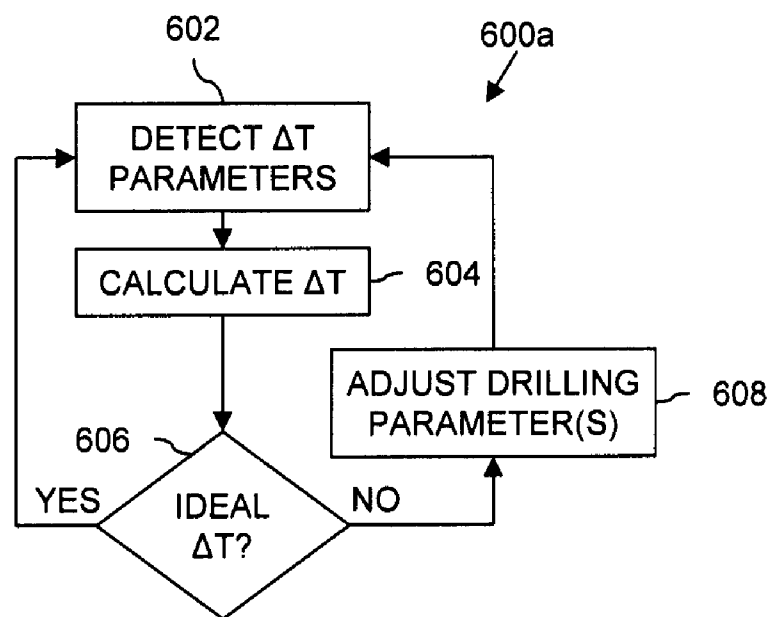 602
600a
DETECT ΔT
PARAMETERS
CALCULATE ΔT
604
ADJUST DRILLING
PARAMETER(S)
608
606
YES
IDEAL
ΔT?
NO